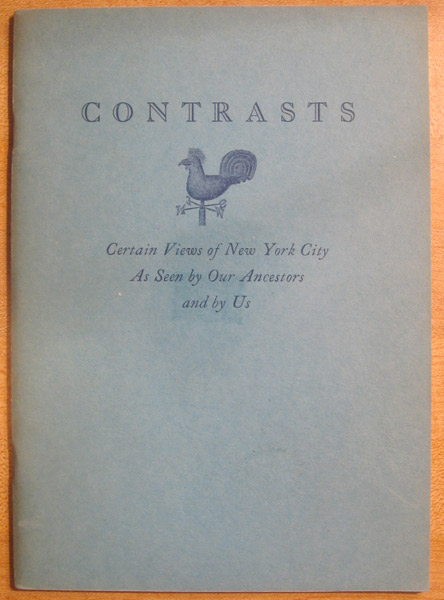 CONTRASTS
Certain Views of New York City
As Seen by Our Ancestors
and by Us